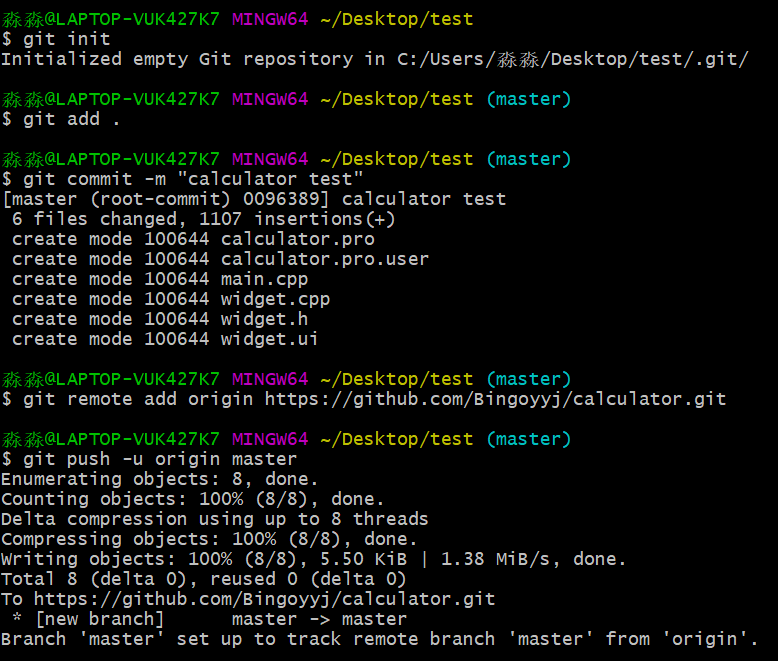 淼淼@LAPTOP-VUK427K7 MINGW64 ~/Desktop/test
$ git init
Initialized empty Git repository in C:/Users/淼淼/Desktop/test/.git/
淼淼@LAPTOP-VUK427K7 MINGW64 ~/Desktop/test (master)
$ git add .
淼淼@LAPTOP-VUK427K7 MINGW64 ~/Desktop/test (master)
$ git commit -m "calculator test"
[master (root-commit) 0096389] calculator test
 6 files changed, 1107 insertions(+)
 create mode 100644 calculator.pro
 create mode 100644 calculator.pro.user
 create mode 100644 main.cpp
 create mode 100644 widget.cpp
 create mode 100644 widget.h
 create mode 100644 widget.ui
淼淼@LAPTOP-VUK427K7 MINGW64 ~/Desktop/test (master)
$ git remote add origin https://github.com/Bingoyyj/calculator.git
淼淼@LAPTOP-VUK427K7 MINGW64 ~/Desktop/test (master)
$ git push -u origin master
Enumerating objects: 8, done.
Counting objects: 100% (8/8), done.
Delta compression using up to 8 threads
Compressing objects: 100% (8/8), done.
Writing objects: 100% (8/8), 5.50 KiB | 1.38 MiB/s, done.
Total 8 (delta 0), reused 0 (delta 0)
To https://github.com/Bingoyyj/calculator.git
 * [new branch]      master -> master
Branch 'master' set up to track remote branch 'master' from 'origin'.